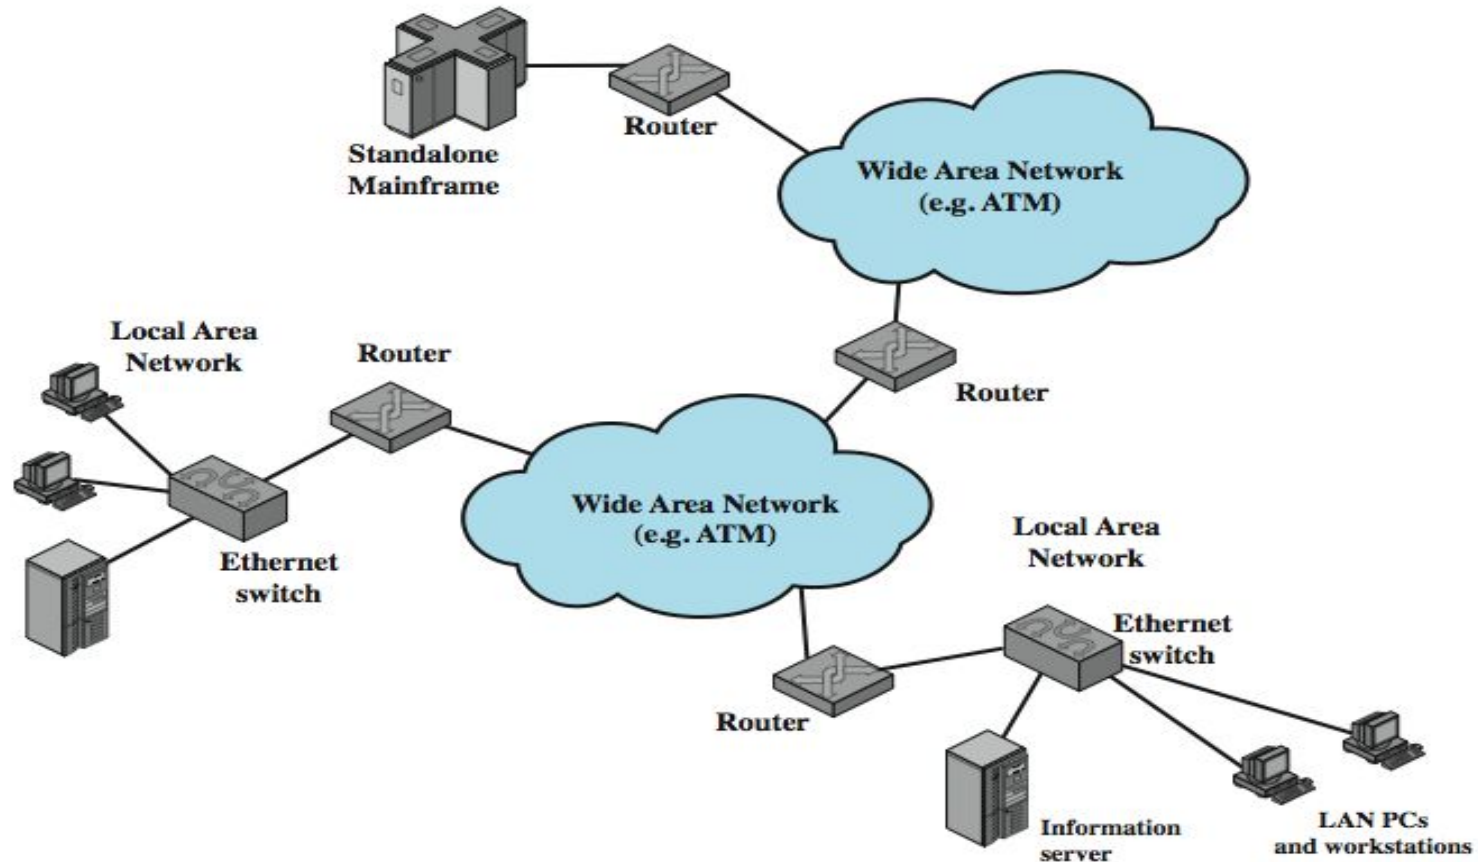 Router
Standalone
Mainframe
Wide Area Network
(e.g. ATM)
Local Area
Network
Router
Router
Wide Area Network
(e.g. ATM)
Ethernet
switch
Local Area
Network
Ethernet
switch
Router
Information
server
LAN PCs
and workstations